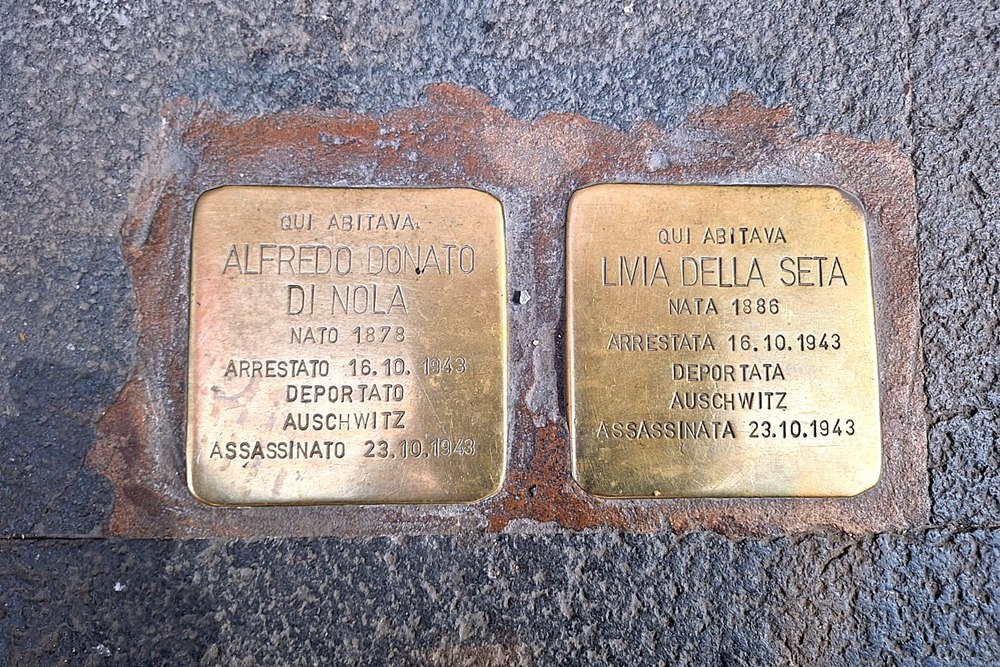 QUI ABITAVA
ALFREDO DONATO
DI NOLA
NATO 1878
ARRESTATO 16.10.1943
DEPORTATO
AUSCHWITZ
ASSASSINATO 23.10.1943
QUI ABITAVA
LIVIA DELLA SETA
NATA 1886
ARRESTATA 16.10.1943
DEPORTATA
AUSCHWITZ
ASSASSINATA 23.10.1943